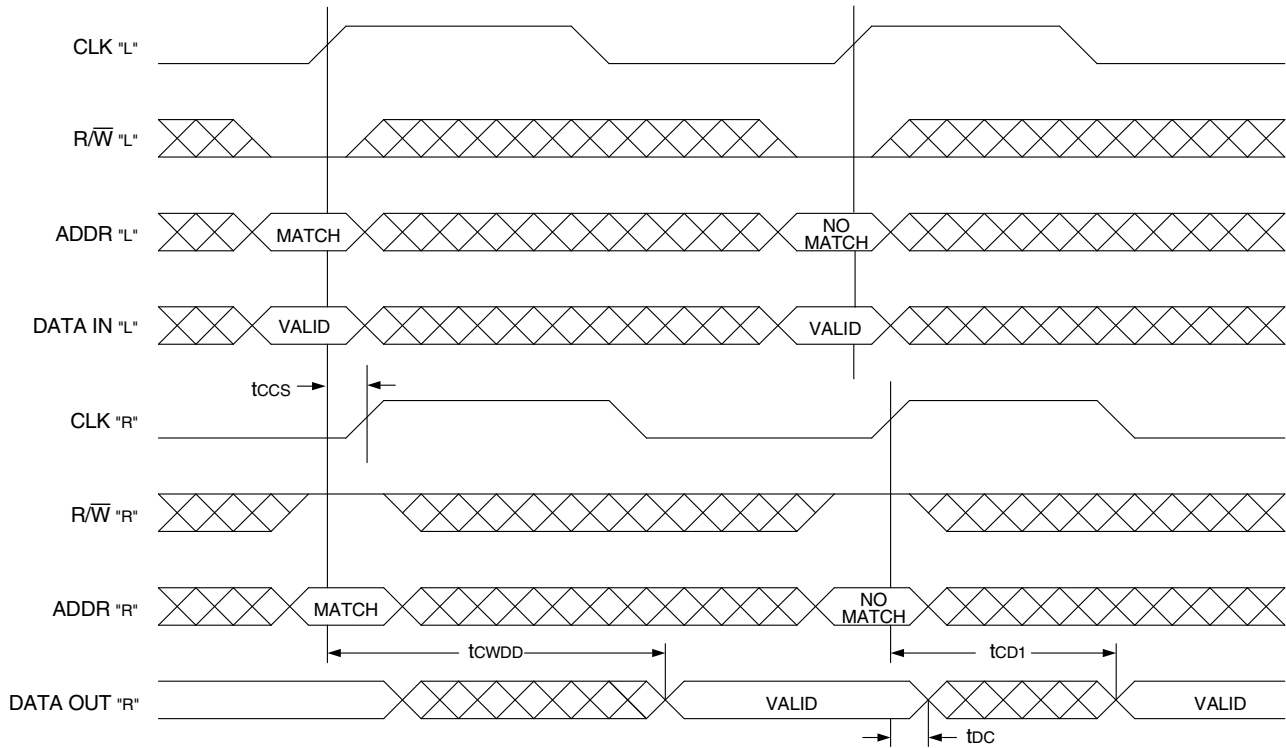 CLK "L"
R/W̅ "L"
ADDR "L"
MATCH
NO
MATCH
DATA IN "L"
VALID
VALID
tCCS
CLK "R"
R/W̅ "R"
ADDR "R"
MATCH
NO
MATCH
tCWDD
tCD1
DATA OUT "R"
VALID
VALID
tDC